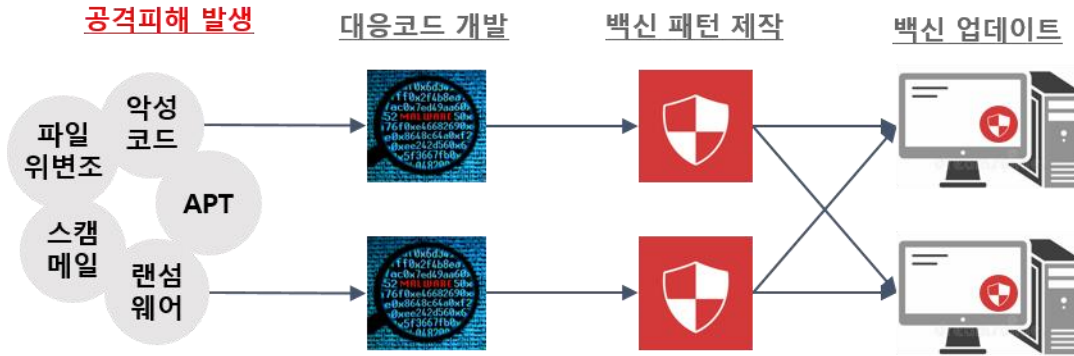 공격피해 발생
대응코드 개발
백신 패턴 제작
백신 업데이트
악성
코드
파일
위변조
APT
스캠
메일
랜섬
웨어
MALWARE
MALWARE